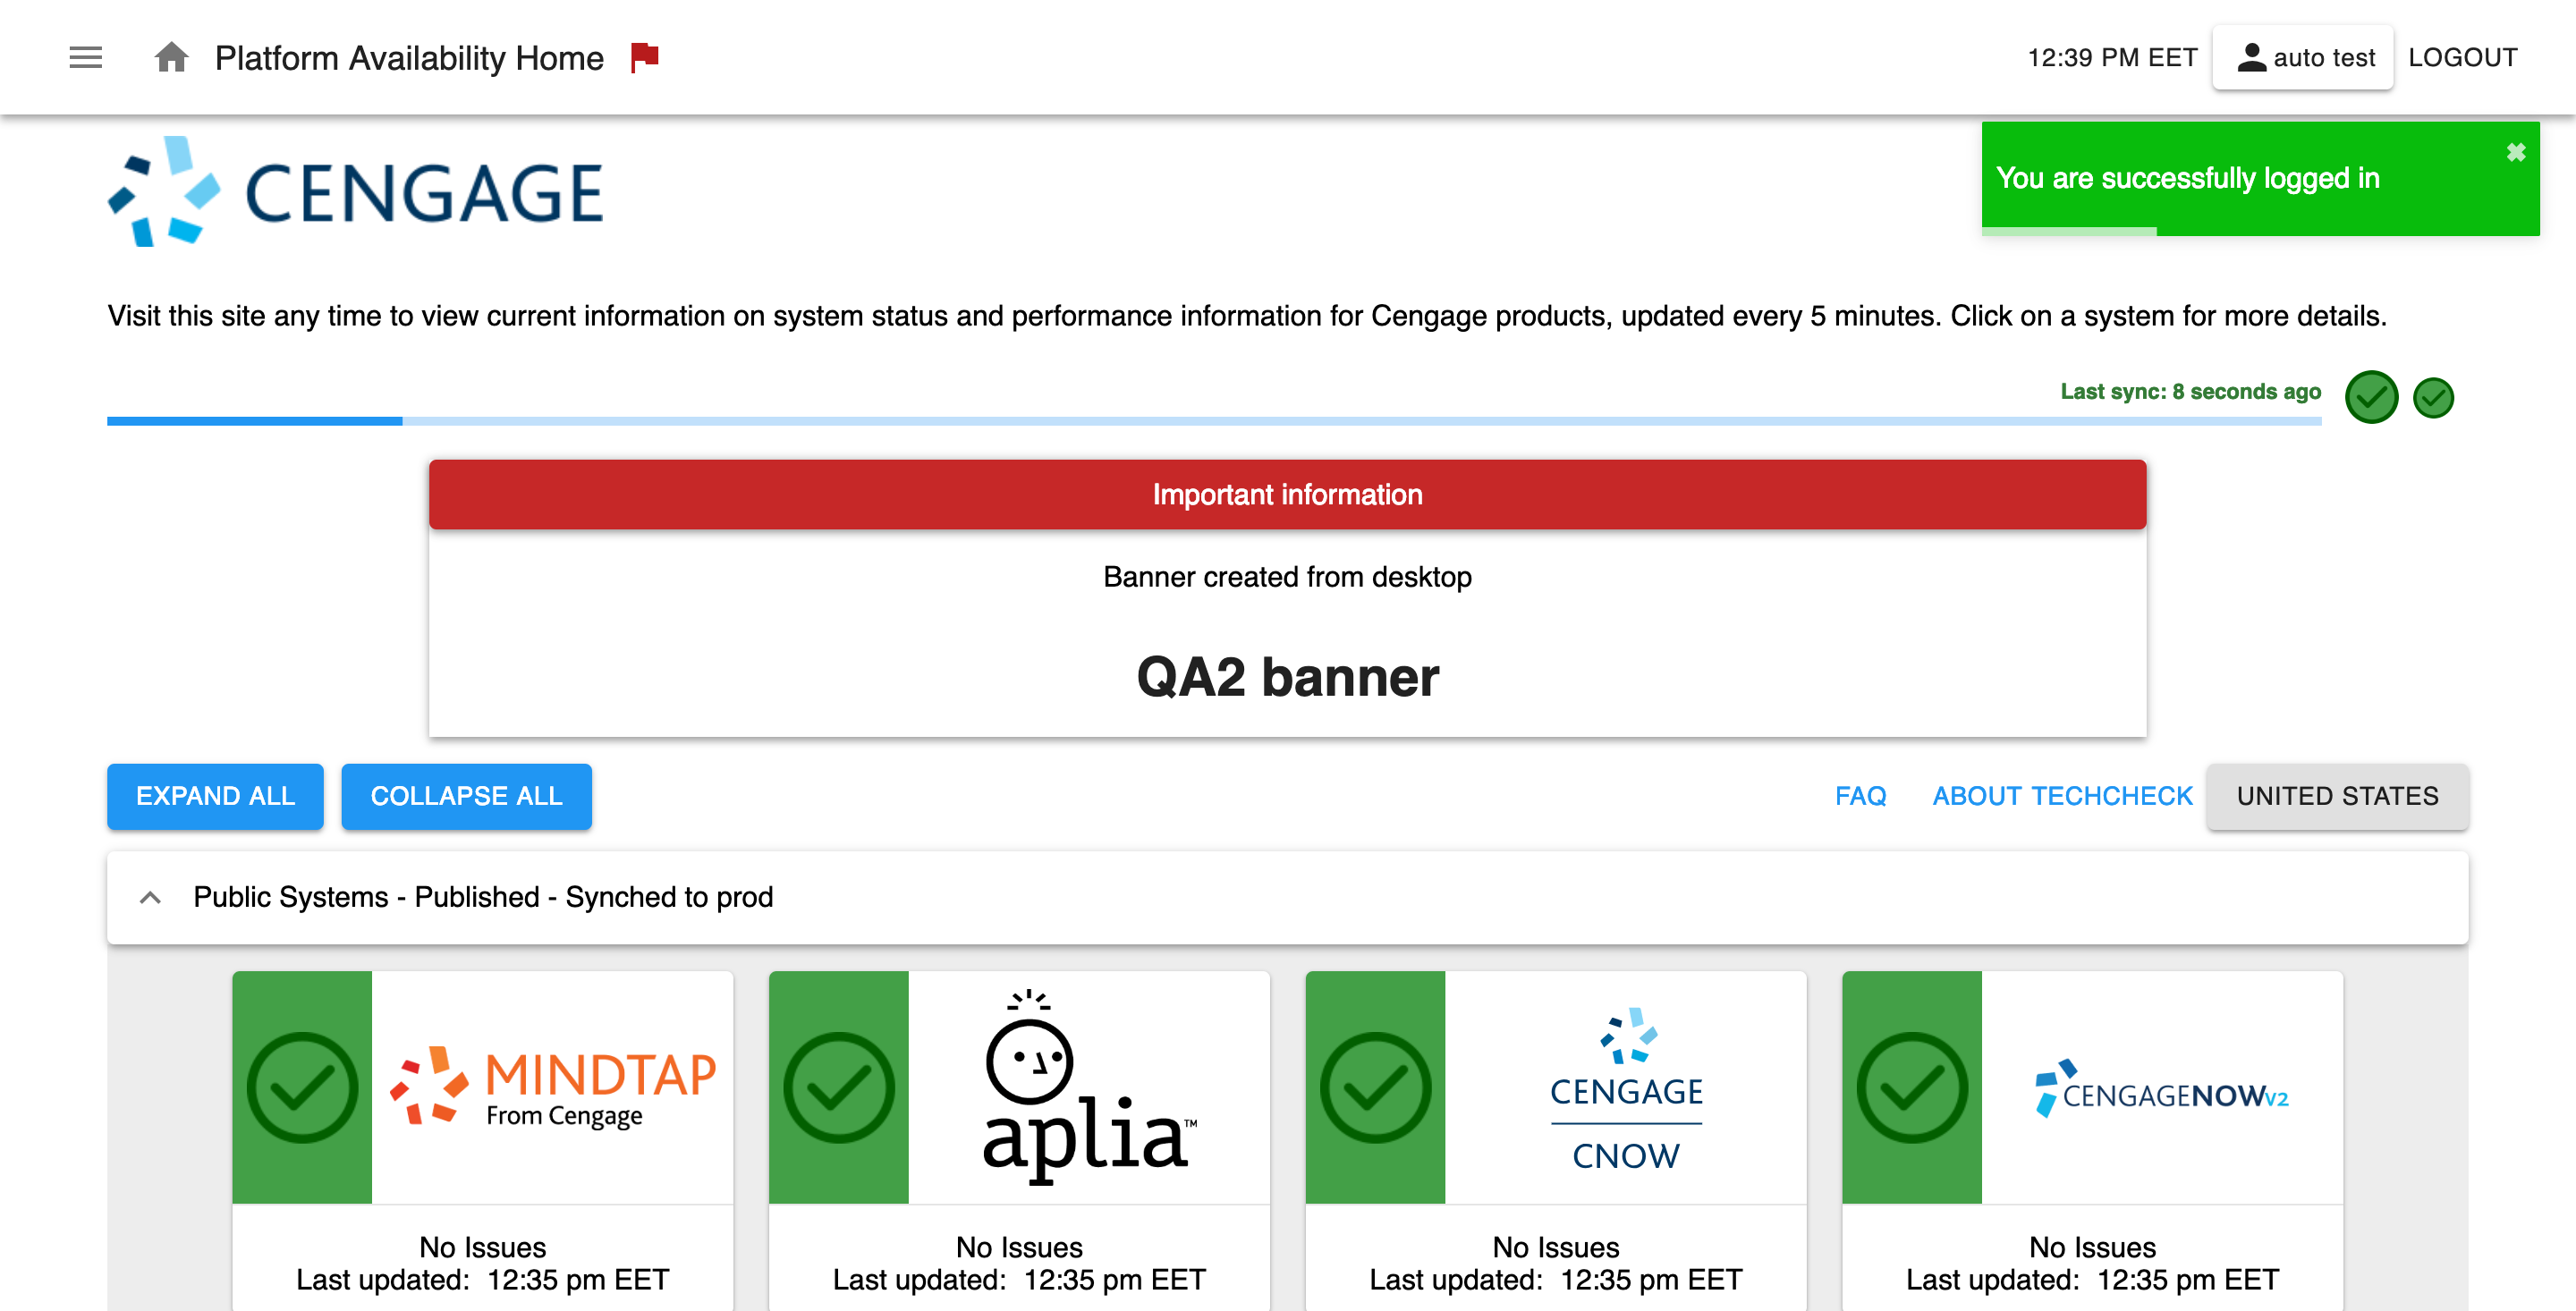 Platform Availability Home
12:39 PM EET auto test LOGOUT
CENGAGE
You are successfully logged in
Visit this site any time to view current information on system status and performance information for Cengage products, updated every 5 minutes. Click on a system for more details.
Last sync: 8 seconds ago
Important information
Banner created from desktop
QA2 banner
EXPAND ALL COLLAPSE ALL FAQ ABOUT TECHCHECK UNITED STATES
Public Systems - Published - Synched to prod
MINDTAP
From Cengage
aplia™
CENGAGE
CNOW
CENGAGENOWv2
No Issues
Last updated: 12:35 pm EET
No Issues
Last updated: 12:35 pm EET
No Issues
Last updated: 12:35 pm EET
No Issues
Last updated: 12:35 pm EET